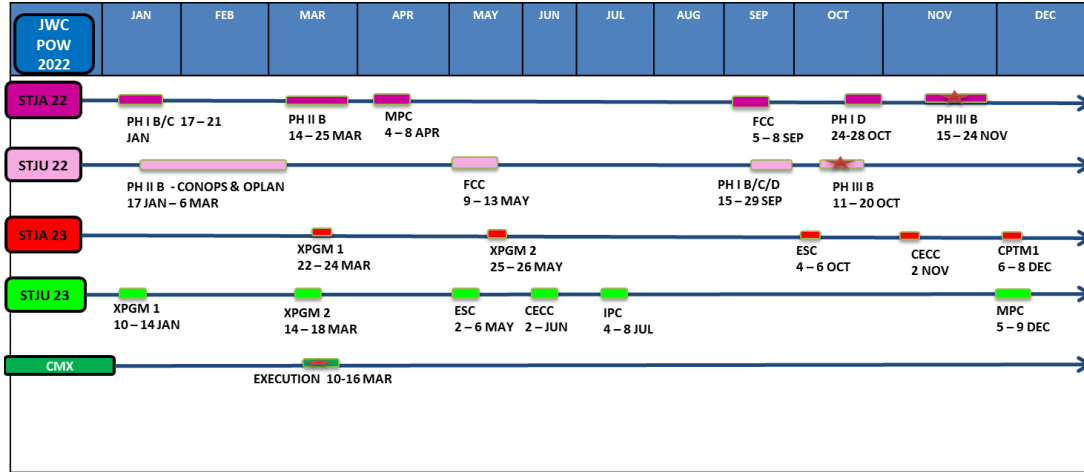 JWC
POW
2022
JAN FEB MAR APR MAY JUN JUL AUG SEP OCT NOV DEC
STJA 22
PH I B/C 17 – 21
JAN
PH II B
14 – 25 MAR
MPC
4 – 8 APR
FCC
5 – 8 SEP
PH I D
24-28 OCT
PH III B
15 – 24 NOV
STJU 22
PH II B - CONOPS & OPLAN
17 JAN – 6 MAR
FCC
9 – 13 MAY
PH I B/C/D
15 – 29 SEP
PH III B
11 – 20 OCT
STJA 23
XPGM 1
22 – 24 MAR
XPGM 2
25 – 26 MAY
ESC
4 – 6 OCT
CECC
2 NOV
CPTM1
6 – 8 DEC
STJU 23
XPGM 1
10 – 14 JAN
XPGM 2
14 – 18 MAR
ESC
2 – 6 MAY
CECC
2 – JUN
IPC
4 – 8 JUL
MPC
5 – 9 DEC
CMX
EXECUTION 10-16 MAR